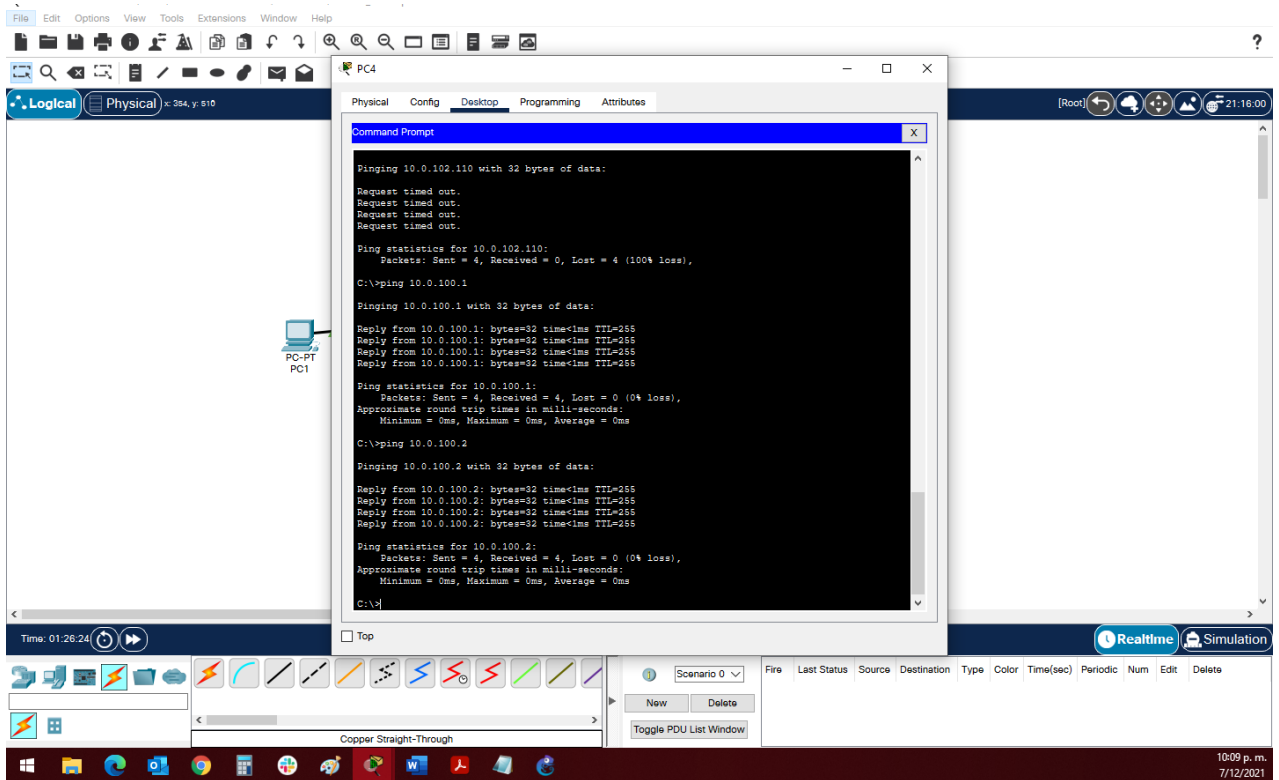 File Edit Options View Tools Extensions Window Help
?
PC4
Logical Physical x: 354, y: 510
[Root] 21:16:00
Physical Config Desktop Programming Attributes
Command Prompt X
Pinging 10.0.102.110 with 32 bytes of data:
Request timed out.
Request timed out.
Request timed out.
Request timed out.
Ping statistics for 10.0.102.110:
Packets: Sent = 4, Received = 0, Lost = 4 (100% loss),
C:\>ping 10.0.100.1
Pinging 10.0.100.1 with 32 bytes of data:
Reply from 10.0.100.1: bytes=32 time<1ms TTL=255
Reply from 10.0.100.1: bytes=32 time<1ms TTL=255
Reply from 10.0.100.1: bytes=32 time<1ms TTL=255
Reply from 10.0.100.1: bytes=32 time<1ms TTL=255
Ping statistics for 10.0.100.1:
Packets: Sent = 4, Received = 4, Lost = 0 (0% loss),
Approximate round trip times in milli-seconds:
Minimum = 0ms, Maximum = 0ms, Average = 0ms
C:\>ping 10.0.100.2
Pinging 10.0.100.2 with 32 bytes of data:
Reply from 10.0.100.2: bytes=32 time<1ms TTL=255
Reply from 10.0.100.2: bytes=32 time<1ms TTL=255
Reply from 10.0.100.2: bytes=32 time<1ms TTL=255
Reply from 10.0.100.2: bytes=32 time<1ms TTL=255
Ping statistics for 10.0.100.2:
Packets: Sent = 4, Received = 4, Lost = 0 (0% loss),
Approximate round trip times in milli-seconds:
Minimum = 0ms, Maximum = 0ms, Average = 0ms
C:\>
PC-PT
PC1
Top
Time: 01:26:24
Realtime Simulation
Scenario 0
Fire Last Status Source Destination Type Color Time(sec) Periodic Num Edit Delete
New Delete
Toggle PDU List Window
Copper Straight-Through
10:09 p. m.
7/12/2021